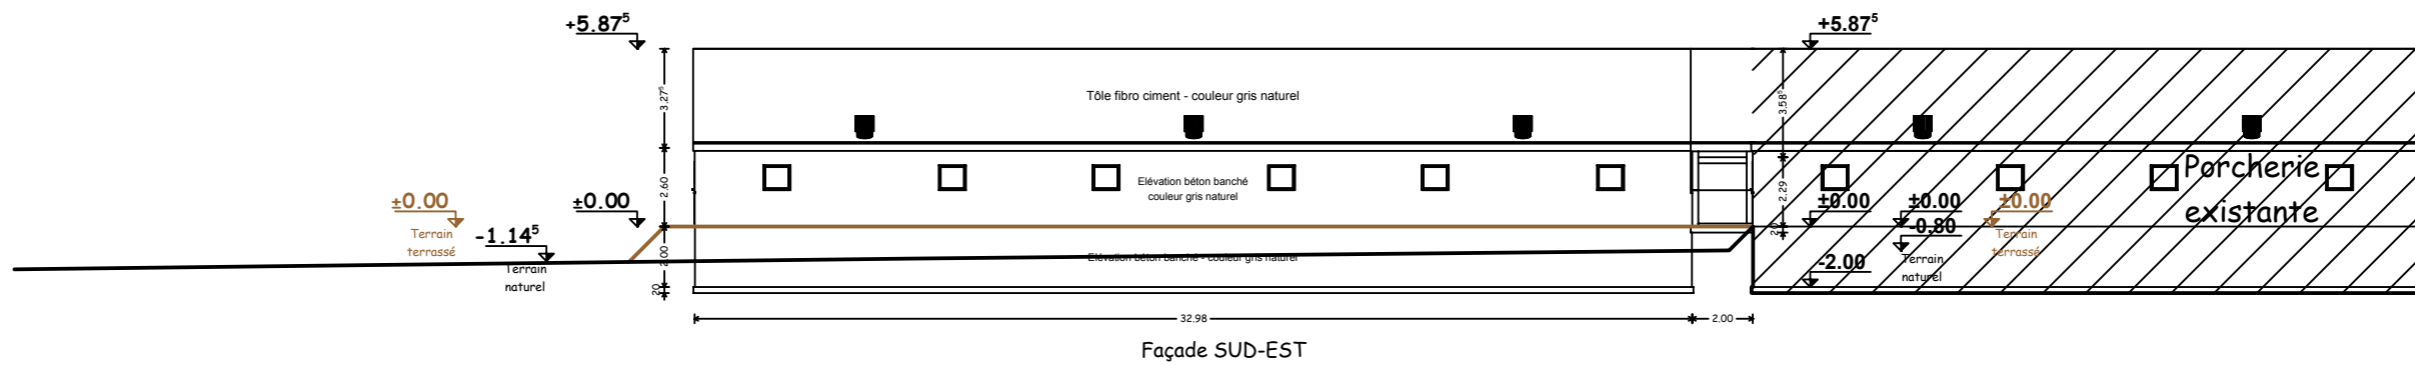 +5.87⁵
+5.87⁵
3.27⁵
Tôle fibro ciment - couleur gris naturel
3.58⁵
2.60
Elévation béton banché
couleur gris naturel
2.29
Porcherie
existante
±0.00
±0.00
±0.00
±0.00
±0.00
Terrain
terrassé
-1.14⁵
-0.80
20
Terrain
terrassé
Terrain
naturel
2.00
Elévation béton banché - couleur gris naturel
-2.00
Terrain
naturel
20
32.98
2.00
Façade SUD-EST